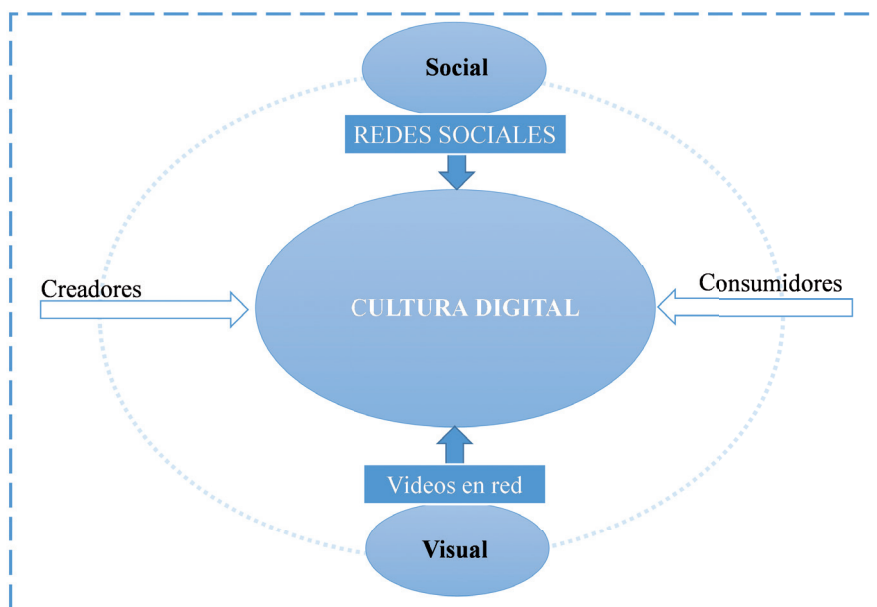 Social
REDES SOCIALES
Creadores
Consumidores
CULTURA DIGITAL
Videos en red
Visual